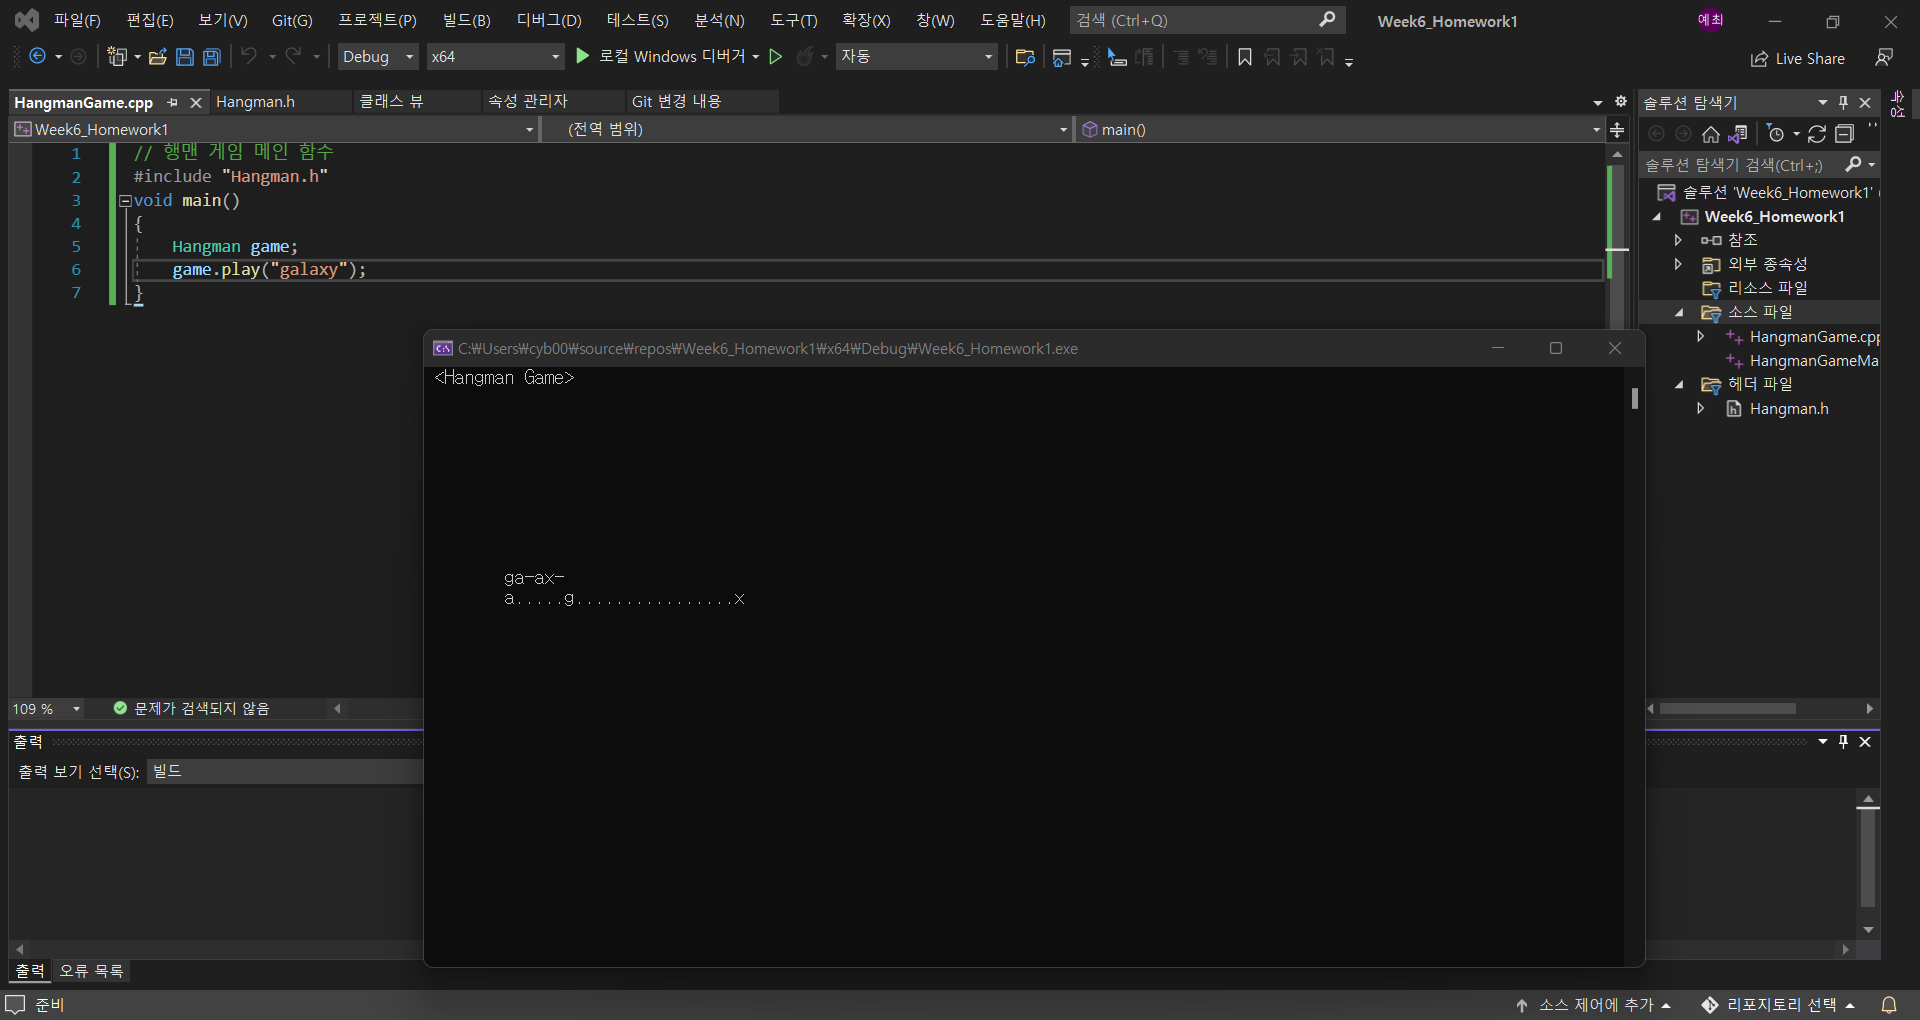 파일(F) 편집(E) 보기(V) Git(G) 프로젝트(P) 빌드(B) 디버그(D) 테스트(S) 분석(N) 도구(T) 확장(X) 창(W) 도움말(H) 검색 (Ctrl+Q) Week6_Homework1 예최
Debug x64 로컬 Windows 디버거 자동 Live Share
HangmanGame.cpp Hangman.h 클래스 뷰 속성 관리자 Git 변경 내용
Week6_Homework1 (전역 범위) main()
1 // 행맨 게임 메인 함수
2 #include "Hangman.h"
3 void main()
4 {
5 Hangman game;
6 game.play("galaxy");
7 }
109 % 문제가 검색되지 않음
C:₩Users₩cyb00₩source₩repos₩Week6_Homework1₩x64₩Debug₩Week6_Homework1.exe
<Hangman Game>
ga-ax-
a.....g................x
솔루션 탐색기
솔루션 탐색기 검색(Ctrl+;)
솔루션 'Week6_Homework1' (
Week6_Homework1
참조
외부 종속성
리소스 파일
소스 파일
HangmanGame.cpp
HangmanGameMa
헤더 파일
Hangman.h
속성
출력
출력 보기 선택(S): 빌드
출력 오류 목록
준비 소스 제어에 추가 리포지토리 선택